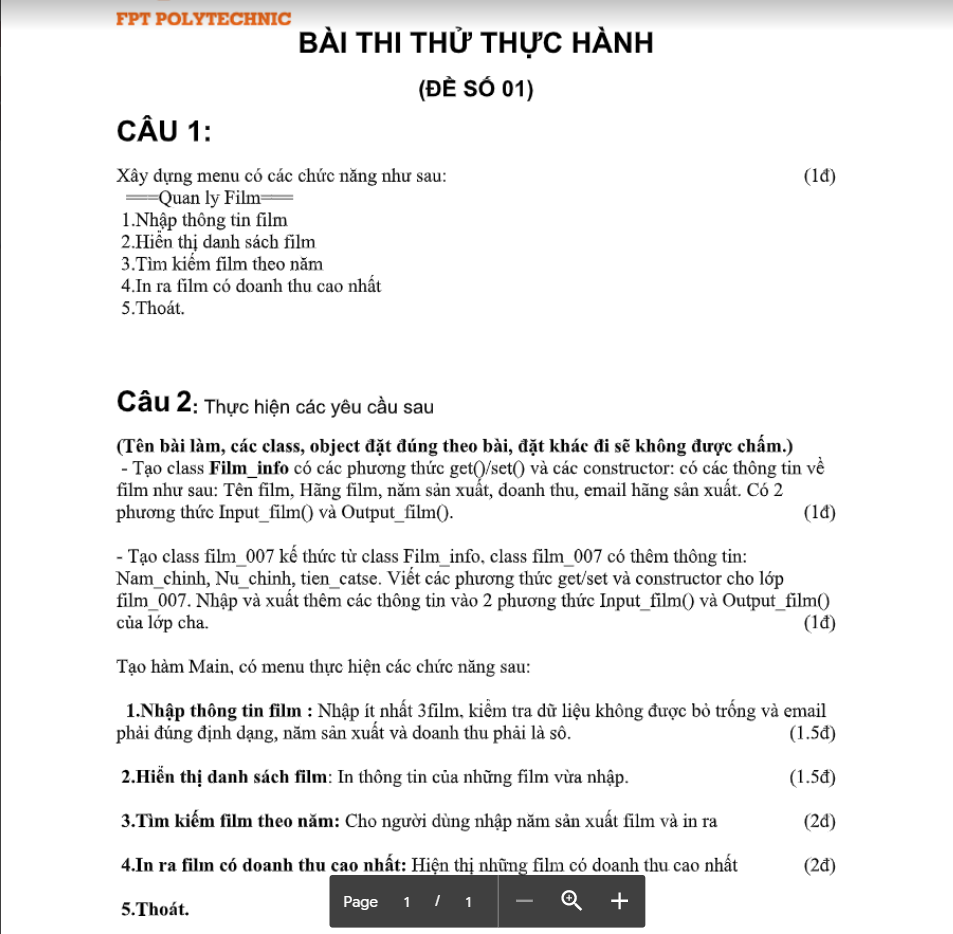 FPT POLYTECHNIC
BÀI THI THỬ THỰC HÀNH
(ĐỀ SỐ 01)
CÂU 1:
Xây dựng menu có các chức năng như sau: (1đ)
====Quan ly Film====
1.Nhập thông tin film
2.Hiển thị danh sách film
3.Tìm kiếm film theo năm
4.In ra film có doanh thu cao nhất
5.Thoát.
Câu 2: Thực hiện các yêu cầu sau
(Tên bài làm, các class, object đặt đúng theo bài, đặt khác đi sẽ không được chấm.)
- Tạo class Film_info có các phương thức get()/set() và các constructor: có các thông tin về
film như sau: Tên film, Hãng film, năm sản xuất, doanh thu, email hãng sản xuất. Có 2
phương thức Input_film() và Output_film(). (1đ)
- Tạo class film_007 kế thức từ class Film_info, class film_007 có thêm thông tin:
Nam_chinh, Nu_chinh, tien_catse. Viết các phương thức get/set và constructor cho lớp
film_007. Nhập và xuất thêm các thông tin vào 2 phương thức Input_film() và Output_film()
của lớp cha. (1đ)
Tạo hàm Main, có menu thực hiện các chức năng sau:
1.Nhập thông tin film : Nhập ít nhất 3film, kiểm tra dữ liệu không được bỏ trống và email
phải đúng định dạng, năm sản xuất và doanh thu phải là số. (1.5đ)
2.Hiển thị danh sách film: In thông tin của những film vừa nhập. (1.5đ)
3.Tìm kiếm film theo năm: Cho người dùng nhập năm sản xuất film và in ra (2đ)
4.In ra film có doanh thu cao nhất: Hiện thị những film có doanh thu cao nhất (2đ)
5.Thoát.
Page 1 / 1